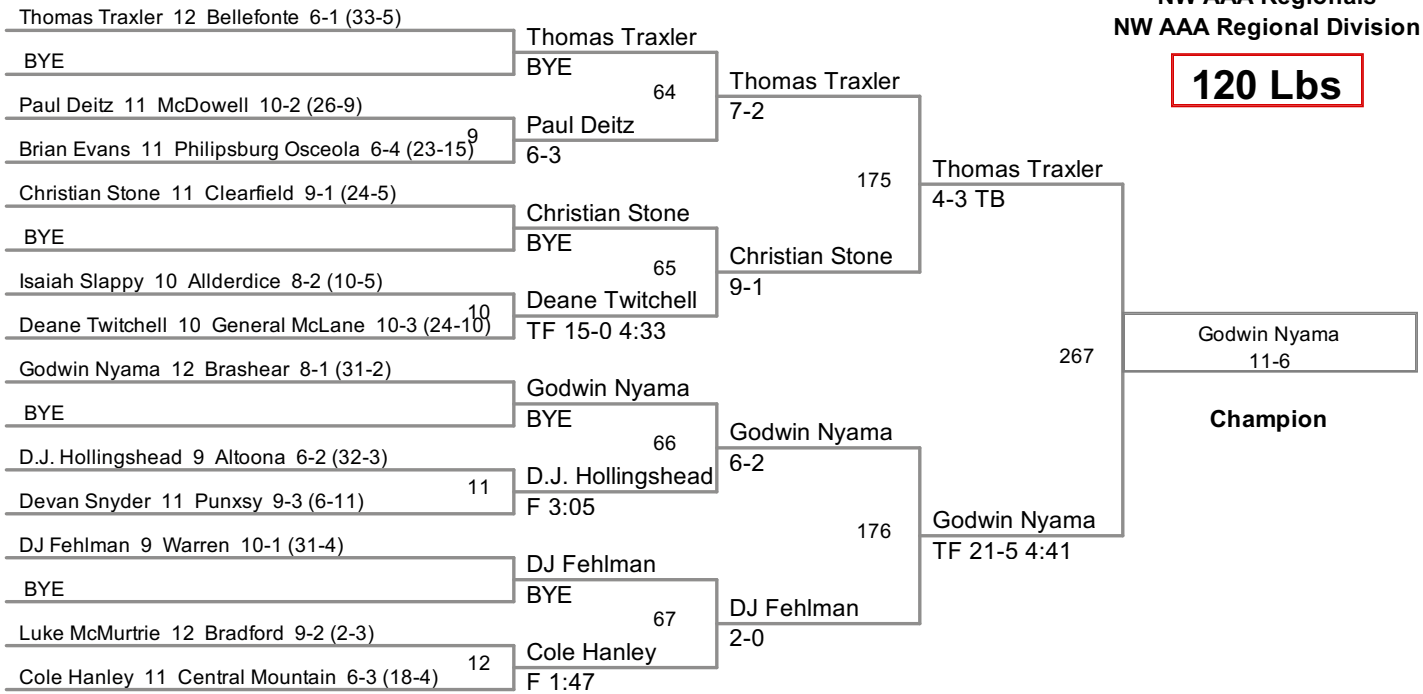 NW AAA Regionals
NW AAA Regional Division
120 Lbs
Thomas Traxler 12 Bellefonte 6-1 (33-5)
BYE
Paul Deitz 11 McDowell 10-2 (26-9)
Brian Evans 11 Philipsburg Osceola 6-4 (23-15)
9
Christian Stone 11 Clearfield 9-1 (24-5)
BYE
Isaiah Slappy 10 Allderdice 8-2 (10-5)
Deane Twitchell 10 General McLane 10-3 (24-10)
10
Godwin Nyama 12 Brashear 8-1 (31-2)
BYE
D.J. Hollingshead 9 Altoona 6-2 (32-3)
Devan Snyder 11 Punxsy 9-3 (6-11)
11
DJ Fehlman 9 Warren 10-1 (31-4)
BYE
Luke McMurtrie 12 Bradford 9-2 (2-3)
Cole Hanley 11 Central Mountain 6-3 (18-4)
12
Thomas Traxler
BYE
64
Paul Deitz
6-3
Christian Stone
BYE
65
Deane Twitchell
TF 15-0 4:33
Godwin Nyama
BYE
66
D.J. Hollingshead
F 3:05
DJ Fehlman
BYE
67
Cole Hanley
F 1:47
Thomas Traxler
7-2
175
Christian Stone
9-1
Godwin Nyama
6-2
176
DJ Fehlman
2-0
Thomas Traxler
4-3 TB
267
Godwin Nyama
TF 21-5 4:41
Godwin Nyama
11-6
Champion